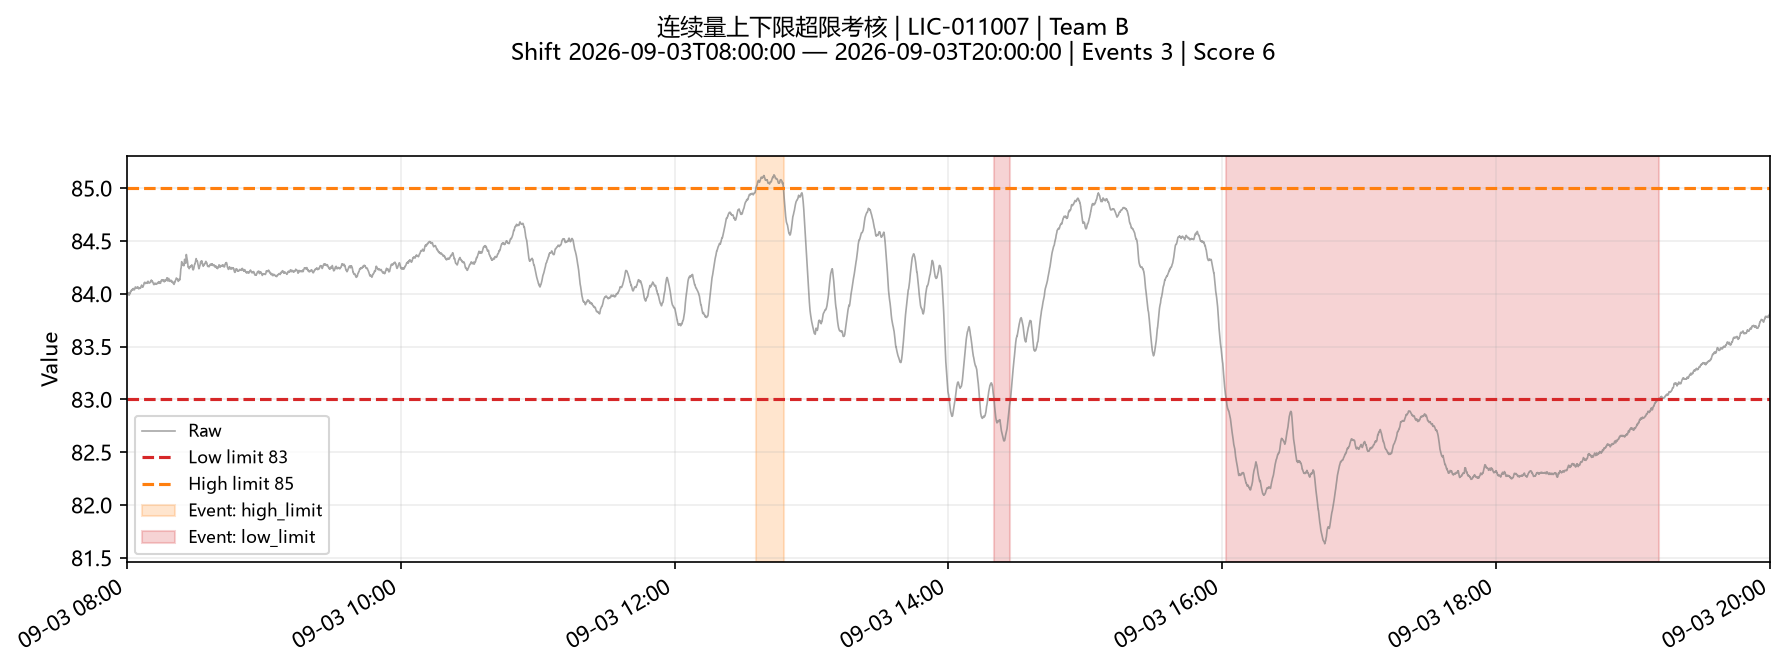 连续量上下限超限考核 | LIC-011007 | Team B
Shift 2026-09-03T08:00:00 — 2026-09-03T20:00:00 | Events 3 | Score 6
Value
85.0
84.5
84.0
83.5
83.0
82.5
82.0
81.5
Raw
Low limit 83
High limit 85
Event: high_limit
Event: low_limit
09-03 08:00
09-03 10:00
09-03 12:00
09-03 14:00
09-03 16:00
09-03 18:00
09-03 20:00